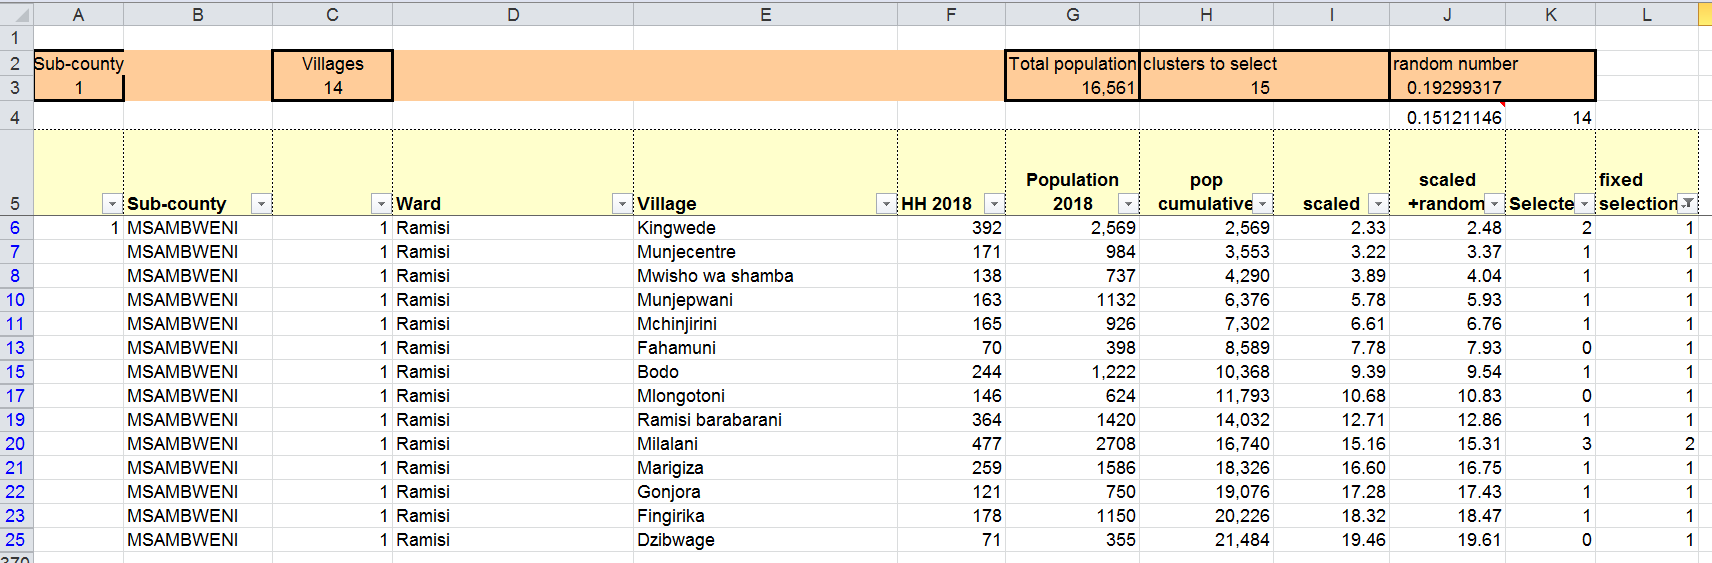 A B C D E F G H I J K L
1
2 Sub-county Villages Total population clusters to select random number
3 1 14 16,561 15 0.19299317
4 0.15121146 14
Population pop scaled fixed
5 Sub-county Ward Village HH 2018 2018 cumulative scaled +random Selecte selection
6 1 MSAMBWENI 1 Ramisi Kingwede 392 2,569 2,569 2.33 2.48 2 1
7 MSAMBWENI 1 Ramisi Munjecentre 171 984 3,553 3.22 3.37 1 1
8 MSAMBWENI 1 Ramisi Mwisho wa shamba 138 737 4,290 3.89 4.04 1 1
10 MSAMBWENI 1 Ramisi Munjepwani 163 1132 6,376 5.78 5.93 1 1
11 MSAMBWENI 1 Ramisi Mchinjirini 165 926 7,302 6.61 6.76 1 1
13 MSAMBWENI 1 Ramisi Fahamuni 70 398 8,589 7.78 7.93 0 1
15 MSAMBWENI 1 Ramisi Bodo 244 1,222 10,368 9.39 9.54 1 1
17 MSAMBWENI 1 Ramisi Mlongotoni 146 624 11,793 10.68 10.83 0 1
19 MSAMBWENI 1 Ramisi Ramisi barabarani 364 1420 14,032 12.71 12.86 1 1
20 MSAMBWENI 1 Ramisi Milalani 477 2708 16,740 15.16 15.31 3 2
21 MSAMBWENI 1 Ramisi Marigiza 259 1586 18,326 16.60 16.75 1 1
22 MSAMBWENI 1 Ramisi Gonjora 121 750 19,076 17.28 17.43 1 1
23 MSAMBWENI 1 Ramisi Fingirika 178 1150 20,226 18.32 18.47 1 1
25 MSAMBWENI 1 Ramisi Dzibwage 71 355 21,484 19.46 19.61 0 1